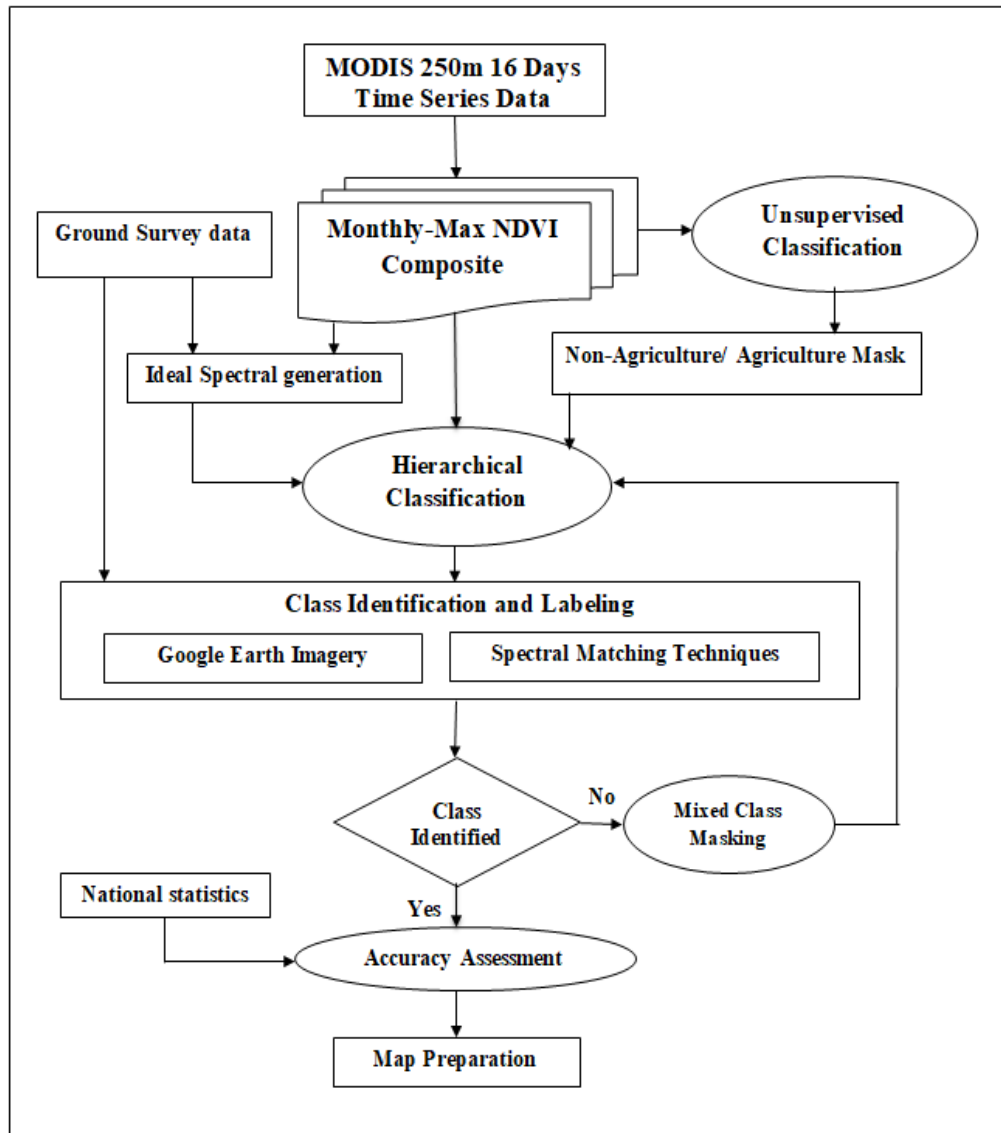 MODIS 250m 16 Days
Time Series Data
Ground Survey data
Monthly-Max NDVI
Composite
Unsupervised
Classification
Ideal Spectral generation
Non-Agriculture/ Agriculture Mask
Hierarchical
Classification
Class Identification and Labeling
Google Earth Imagery
Spectral Matching Techniques
Class
Identified
No
Mixed Class
Masking
National statistics
Yes
Accuracy Assessment
Map Preparation